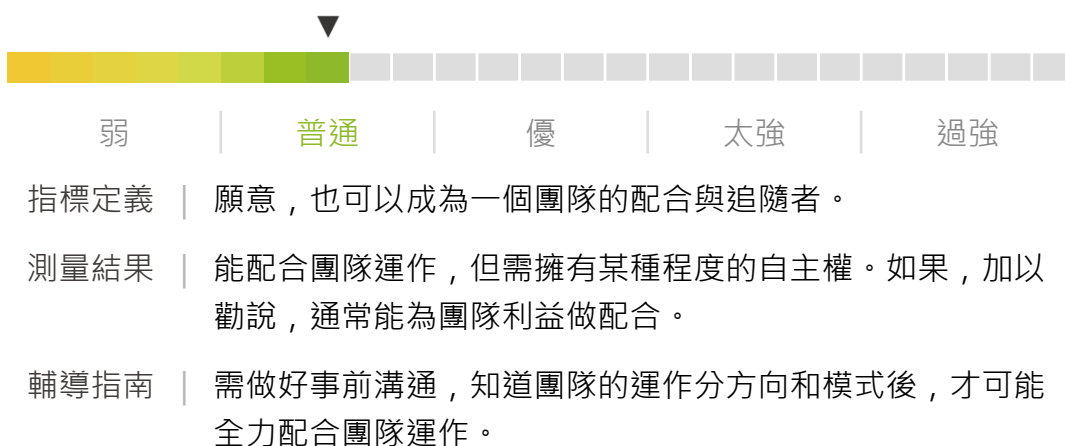 弱 普通 優 太強 過強
指標定義 | 願意，也可以成為一個團隊的配合與追隨者。
測量結果 | 能配合團隊運作，但需擁有某種程度的自主權。如果，加以
勸說，通常能為團隊利益做配合。
輔導指南 | 需做好事前溝通，知道團隊的運作分方向和模式後，才可能
全力配合團隊運作。